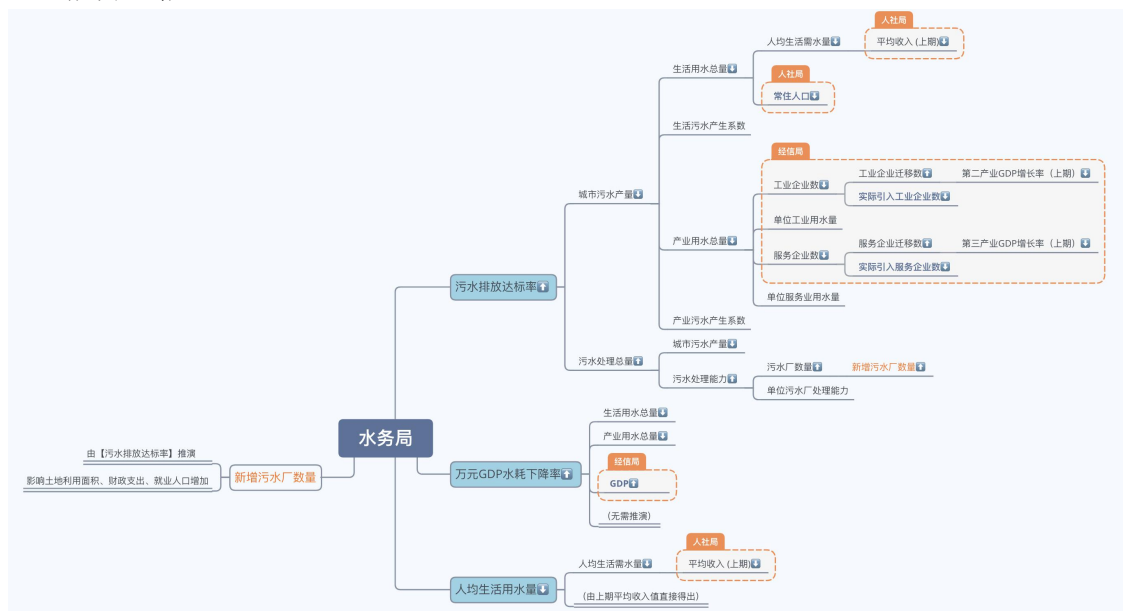 人社局
人均生活需水量⬇
平均收入 (上期)⬇
生活用水总量⬇
人社局
常住人口⬇
生活污水产生系数
经信局
工业企业迁移数⬆
第二产业GDP增长率（上期）⬇
工业企业数⬇
实际引入工业企业数⬇
城市污水产量⬇
单位工业用水量
产业用水总量⬇
服务企业迁移数⬆
第三产业GDP增长率（上期）⬇
服务企业数⬇
实际引入服务企业数⬇
污水排放达标率⬆
单位服务业用水量
产业污水产生系数
城市污水产量⬇
污水处理总量⬆
污水厂数量⬆
新增污水厂数量⬆
污水处理能力⬆
单位污水厂处理能力
生活用水总量⬇
水务局
产业用水总量⬇
由【污水排放达标率】推演
经信局
新增污水厂数量
万元GDP水耗下降率⬆
影响土地利用面积、财政支出、就业人口增加
GDP⬆
（无需推演）
人社局
人均生活需水量⬇
平均收入 (上期)⬇
人均生活用水量⬇
（由上期平均收入值直接得出）